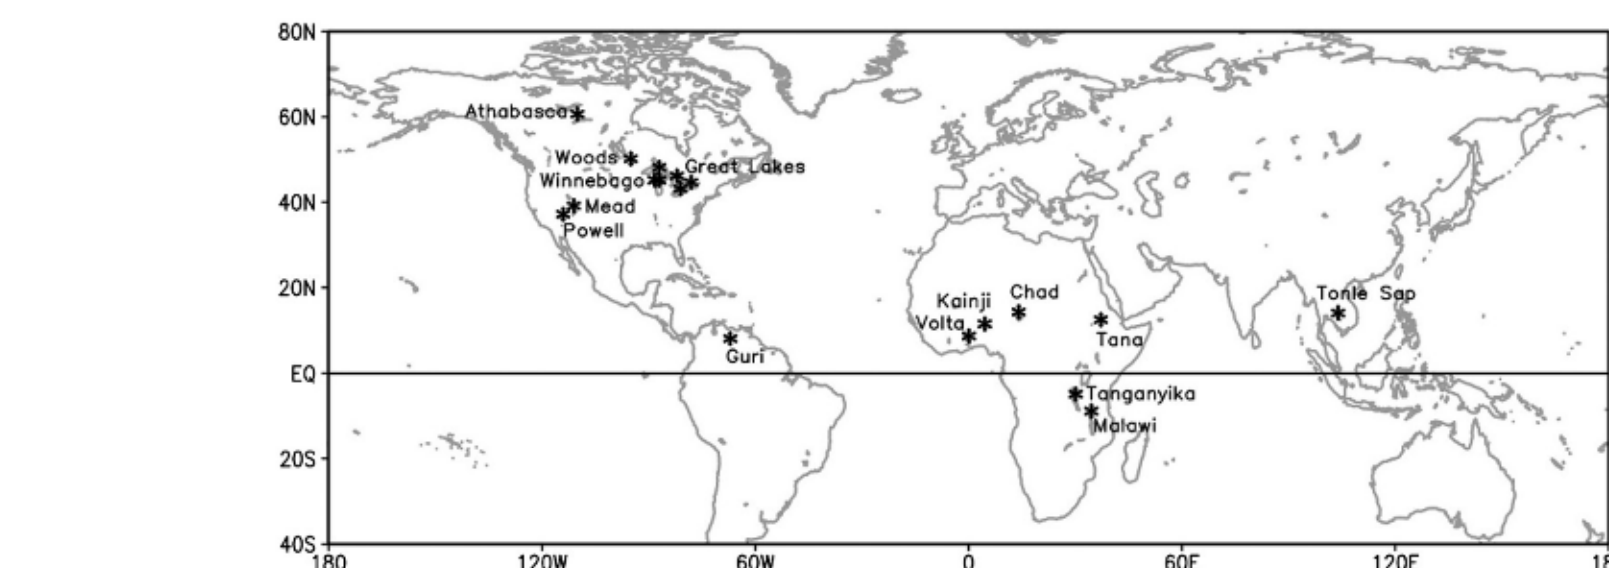 80N
60N
Athabasca
Woods
Great Lakes
Winnebago
40N
Mead
Powell
20N
Kainji
Chad
Tonle Sap
Volta
Tana
Guri
EQ
Tanganyika
Malawi
20S
40S
180
120W
60W
0
60E
120E